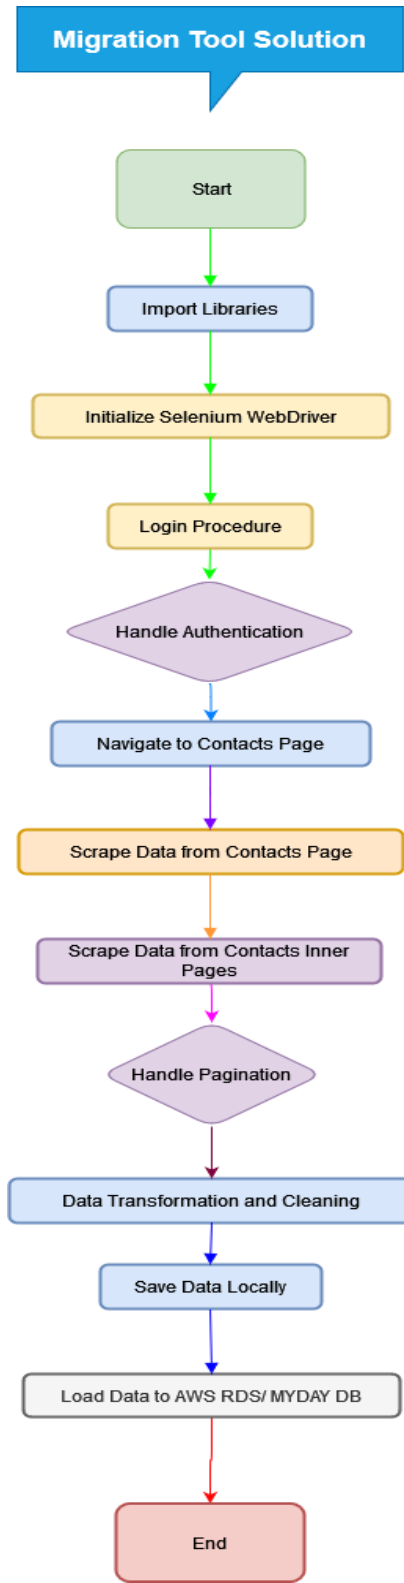 Migration Tool Solution
Start
Import Libraries
Initialize Selenium WebDriver
Login Procedure
Handle Authentication
Navigate to Contacts Page
Scrape Data from Contacts Page
Scrape Data from Contacts Inner
Pages
Handle Pagination
Data Transformation and Cleaning
Save Data Locally
Load Data to AWS RDS/ MYDAY DB
End